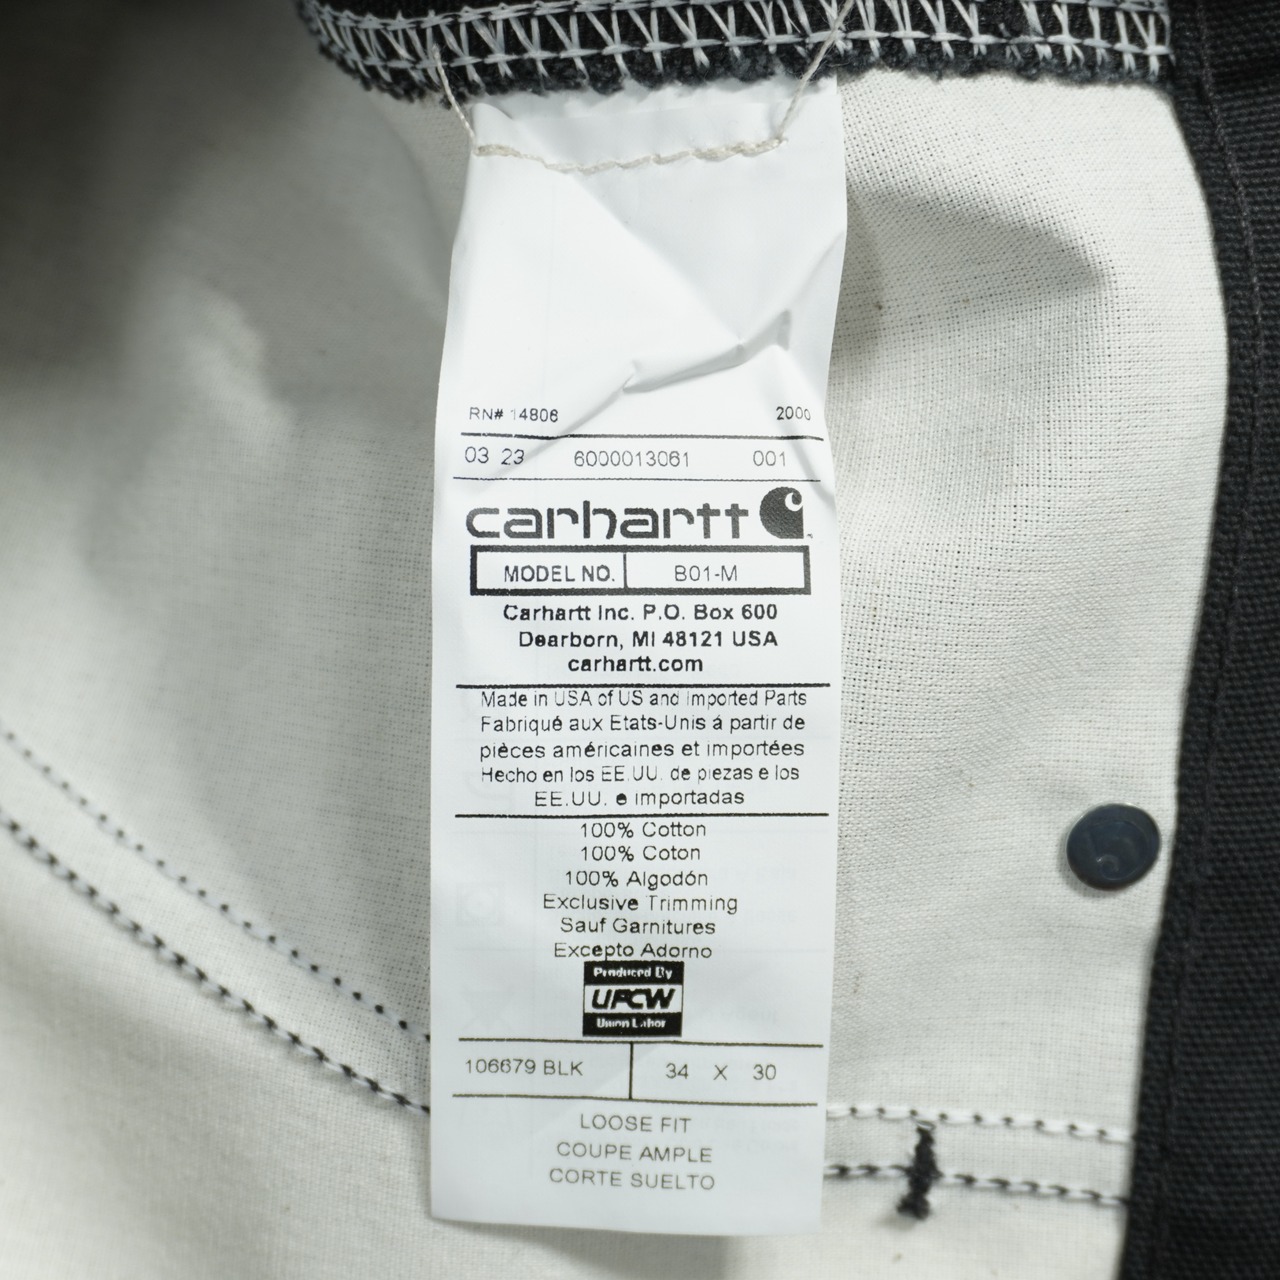 RN# 14806 2000
03 23 6000013061 001
carhartt
MODEL NO. B01-M
Carhartt Inc. P.O. Box 600
Dearborn, MI 48121 USA
carhartt.com
Made in USA of US and Imported Parts
Fabriqué aux Etats-Unis á partir de
pièces américaines et importées
Hecho en los EE.UU. de piezas e los
EE.UU. e importadas
100% Cotton
100% Coton
100% Algodón
Exclusive Trimming
Sauf Garnitures
Excepto Adorno
Produced By
UFCW
Union Labor
106679 BLK 34 X 30
LOOSE FIT
COUPE AMPLE
CORTE SUELTO